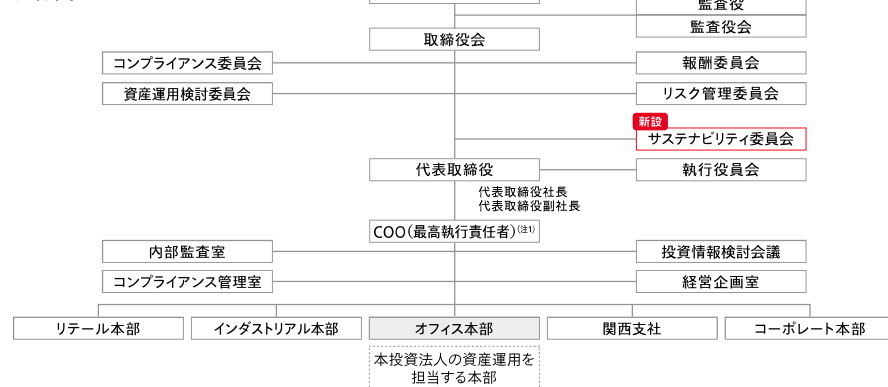 監査役
監査役会
取締役会
コンプライアンス委員会
報酬委員会
資産運用検討委員会
リスク管理委員会
新設
サステナビリティ委員会
代表取締役
執行役員会
代表取締役社長
代表取締役副社長
COO(最高執行責任者)(注1)
内部監査室
投資情報検討会議
コンプライアンス管理室
経営企画室
リテール本部
インダストリアル本部
オフィス本部
関西支社
コーポレート本部
本投資法人の資産運用を
担当する本部